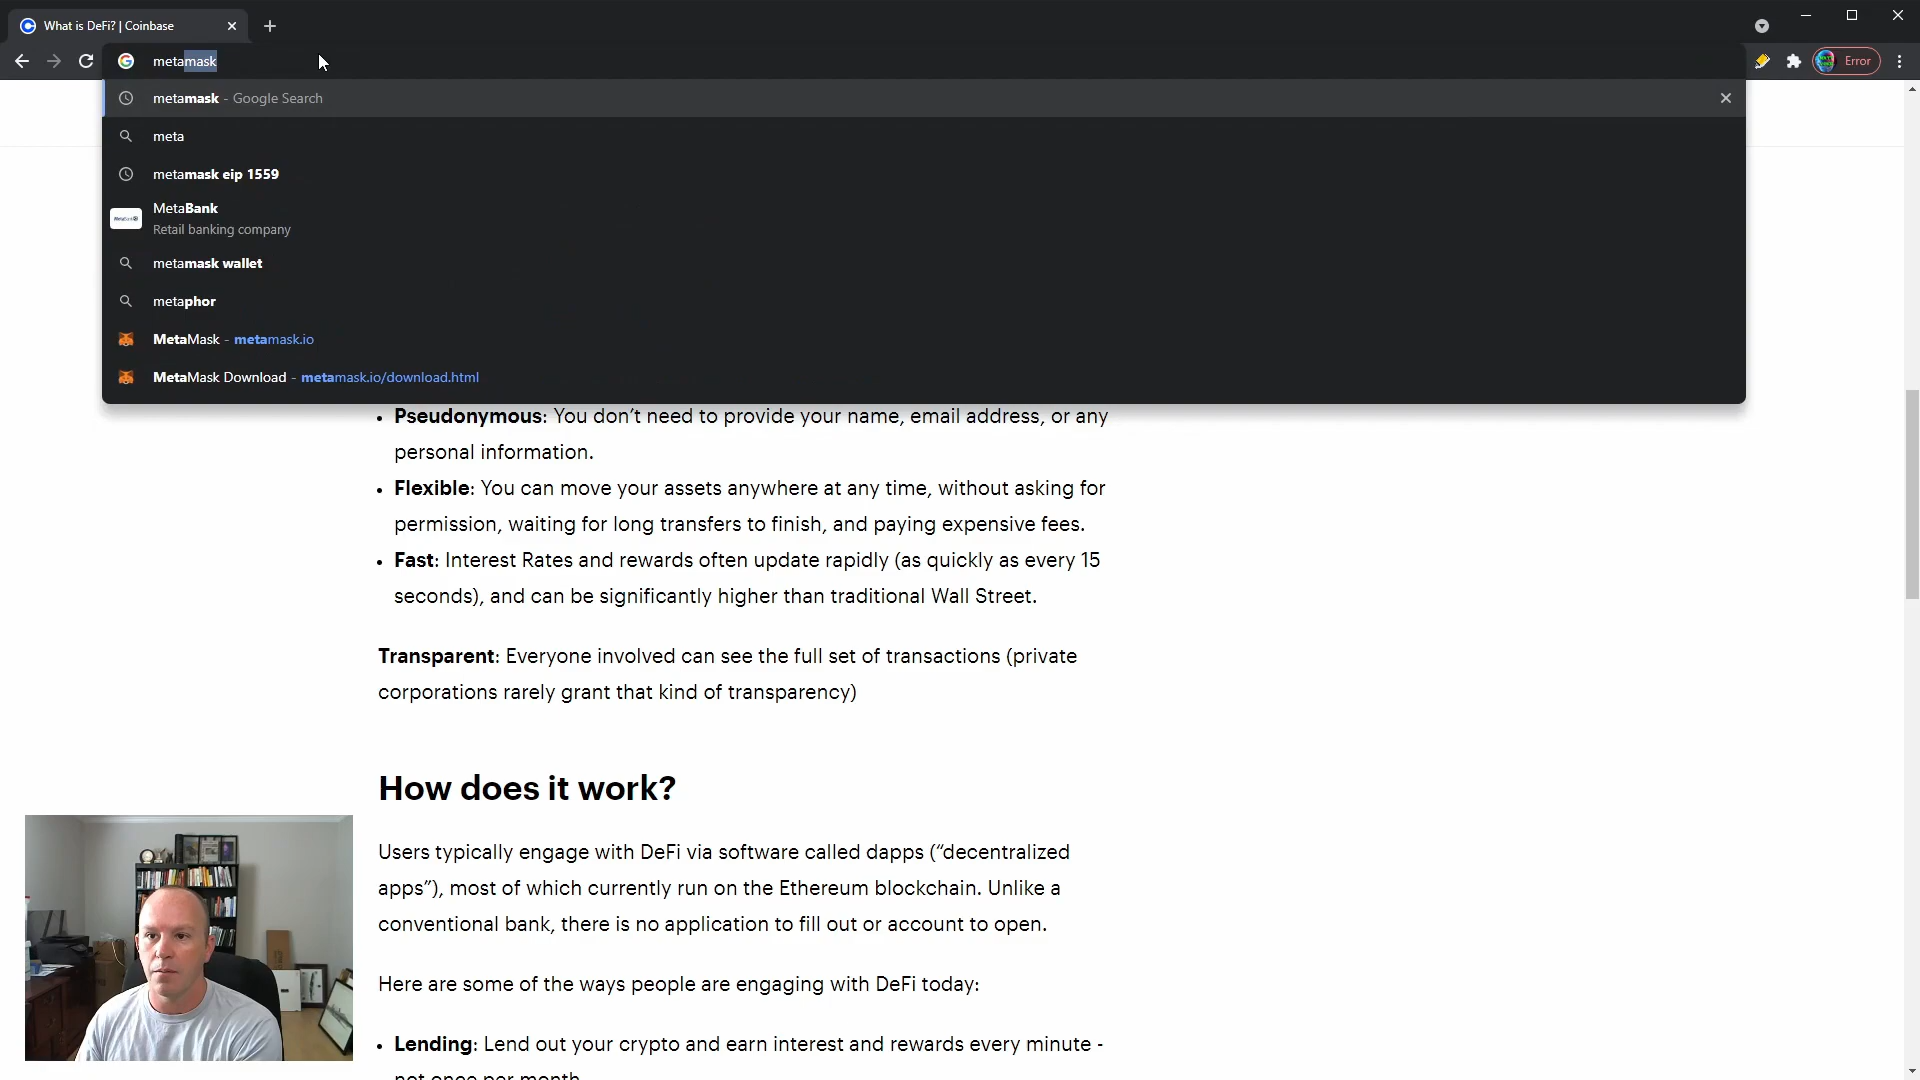 What is DeFi? | Coinbase
metamask
Error
metamask - Google Search
meta
metamask eip 1559
MetaBank
Retail banking company
metamask wallet
metaphor
MetaMask - metamask.io
MetaMask Download - metamask.io/download.html
• Pseudonymous: You don’t need to provide your name, email address, or any
personal information.
• Flexible: You can move your assets anywhere at any time, without asking for
permission, waiting for long transfers to finish, and paying expensive fees.
• Fast: Interest Rates and rewards often update rapidly (as quickly as every 15
seconds), and can be significantly higher than traditional Wall Street.
Transparent: Everyone involved can see the full set of transactions (private
corporations rarely grant that kind of transparency)
How does it work?
Users typically engage with DeFi via software called dapps (“decentralized
apps”), most of which currently run on the Ethereum blockchain. Unlike a
conventional bank, there is no application to fill out or account to open.
Here are some of the ways people are engaging with DeFi today:
• Lending: Lend out your crypto and earn interest and rewards every minute -
not once per month.